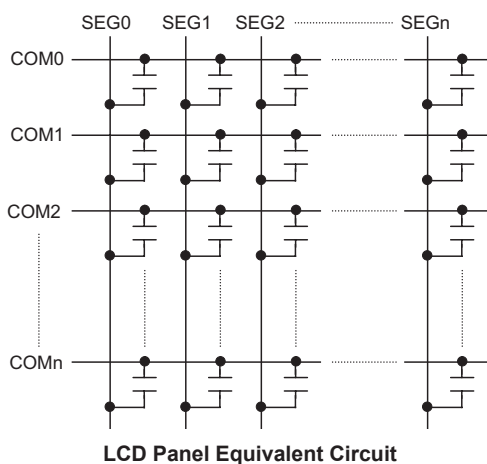 SEG0 SEG1 SEG2 SEGn
COM0
COM1
COM2
COMn
LCD Panel Equivalent Circuit